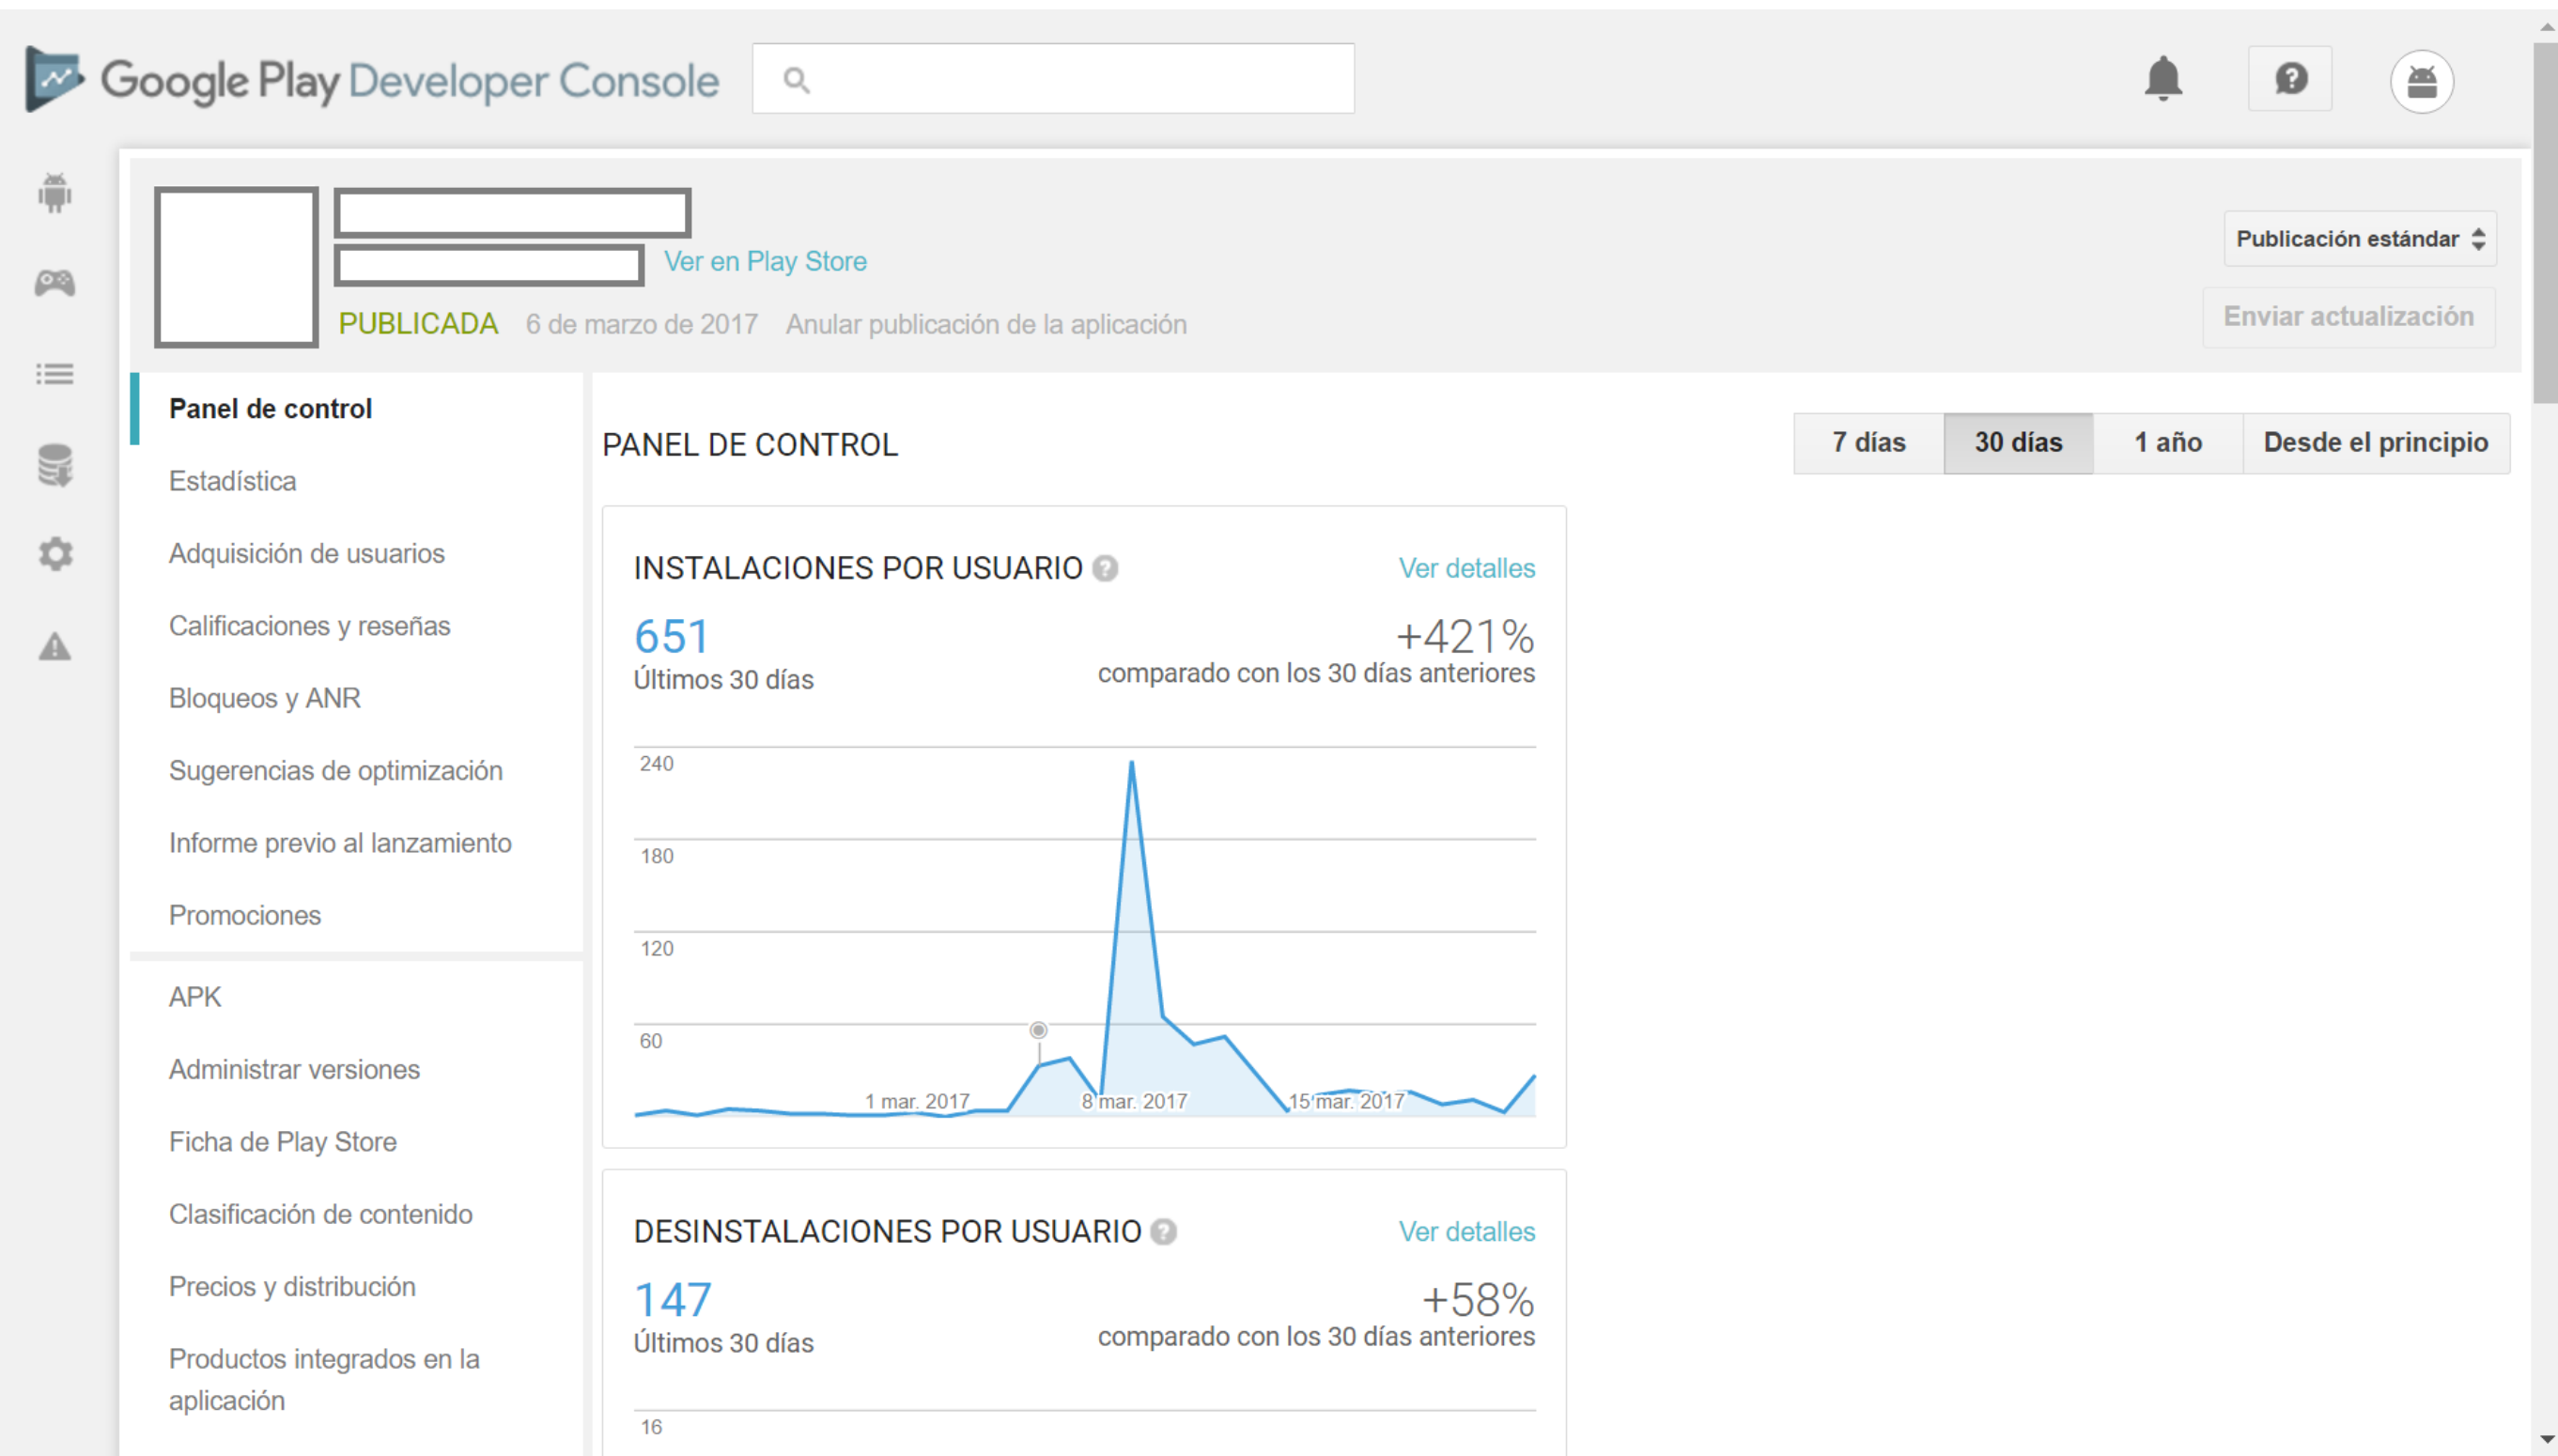 Google Play Developer Console
Ver en Play Store
PUBLICADA 6 de marzo de 2017 Anular publicación de la aplicación
Publicación estándar
Enviar actualización
Panel de control
Estadística
Adquisición de usuarios
Calificaciones y reseñas
Bloqueos y ANR
Sugerencias de optimización
Informe previo al lanzamiento
Promociones
APK
Administrar versiones
Ficha de Play Store
Clasificación de contenido
Precios y distribución
Productos integrados en la
aplicación
PANEL DE CONTROL
7 días 30 días 1 año Desde el principio
INSTALACIONES POR USUARIO ? Ver detalles
651 +421%
Últimos 30 días comparado con los 30 días anteriores
240
180
120
60
1 mar. 2017 8 mar. 2017 15 mar. 2017
DESINSTALACIONES POR USUARIO ? Ver detalles
147 +58%
Últimos 30 días comparado con los 30 días anteriores
16